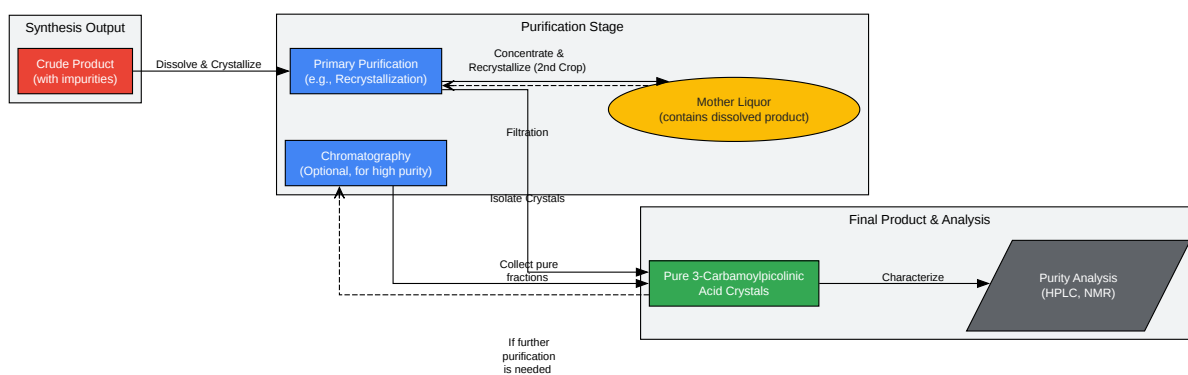 Synthesis Output
Crude Product
(with impurities)
Dissolve & Crystallize
Purification Stage
Primary Purification
(e.g., Recrystallization)
Concentrate &
Recrystallize (2nd Crop)
Mother Liquor
(contains dissolved product)
Filtration
Chromatography
(Optional, for high purity)
Isolate Crystals
Final Product & Analysis
Collect pure
fractions
Pure 3-Carbamoylpicolinic
Acid Crystals
Characterize
Purity Analysis
(HPLC, NMR)
If further
purification
is needed